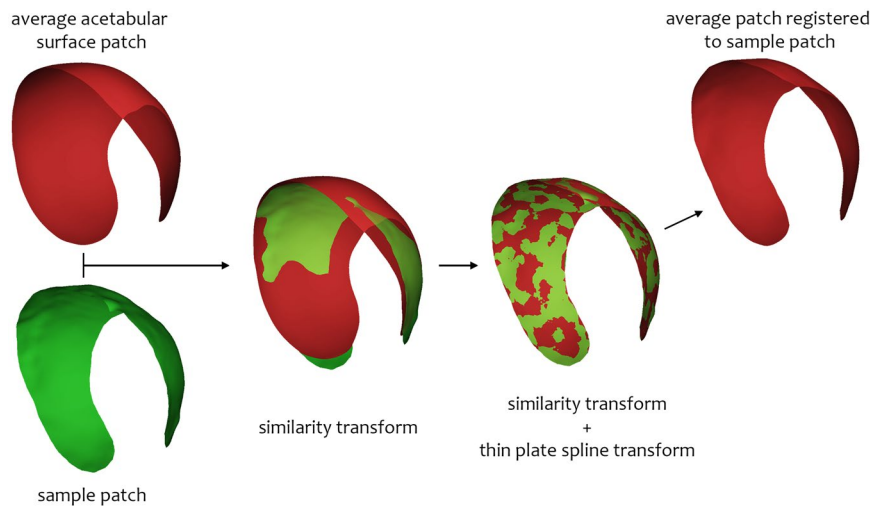 average acetabular
surface patch
sample patch
similarity transform
similarity transform
+
thin plate spline transform
average patch registered
to sample patch